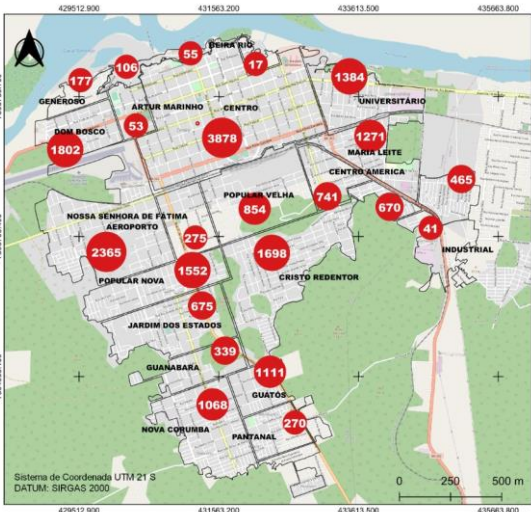 429512.900 431563.200 433613.500 435663.800
BEIRA RIO
55
17
106
177
1384
GENEROSO
ARTUR MARINHO
CENTRO
UNIVERSITÁRIO
DOM BOSCO
53
3878
1271
1802
MARIA LEITE
CENTRO AMERICA
465
POPULAR VELHA
741
854
670
NOSSA SENHORA DE FÁTIMA
AEROPORTO
41
275
2365
1698
INDUSTRIAL
1552
POPULAR NOVA
CRISTO REDENTOR
675
JARDIM DOS ESTADOS
339
GUANABARA
1111
GUATÓS
1068
270
NOVA CORUMBA
PANTANAL
Sistema de Coordenada UTM 21 S
DATUM: SIRGAS 2000
0 250 500 m
429512.900 431563.200 433613.500 435663.800